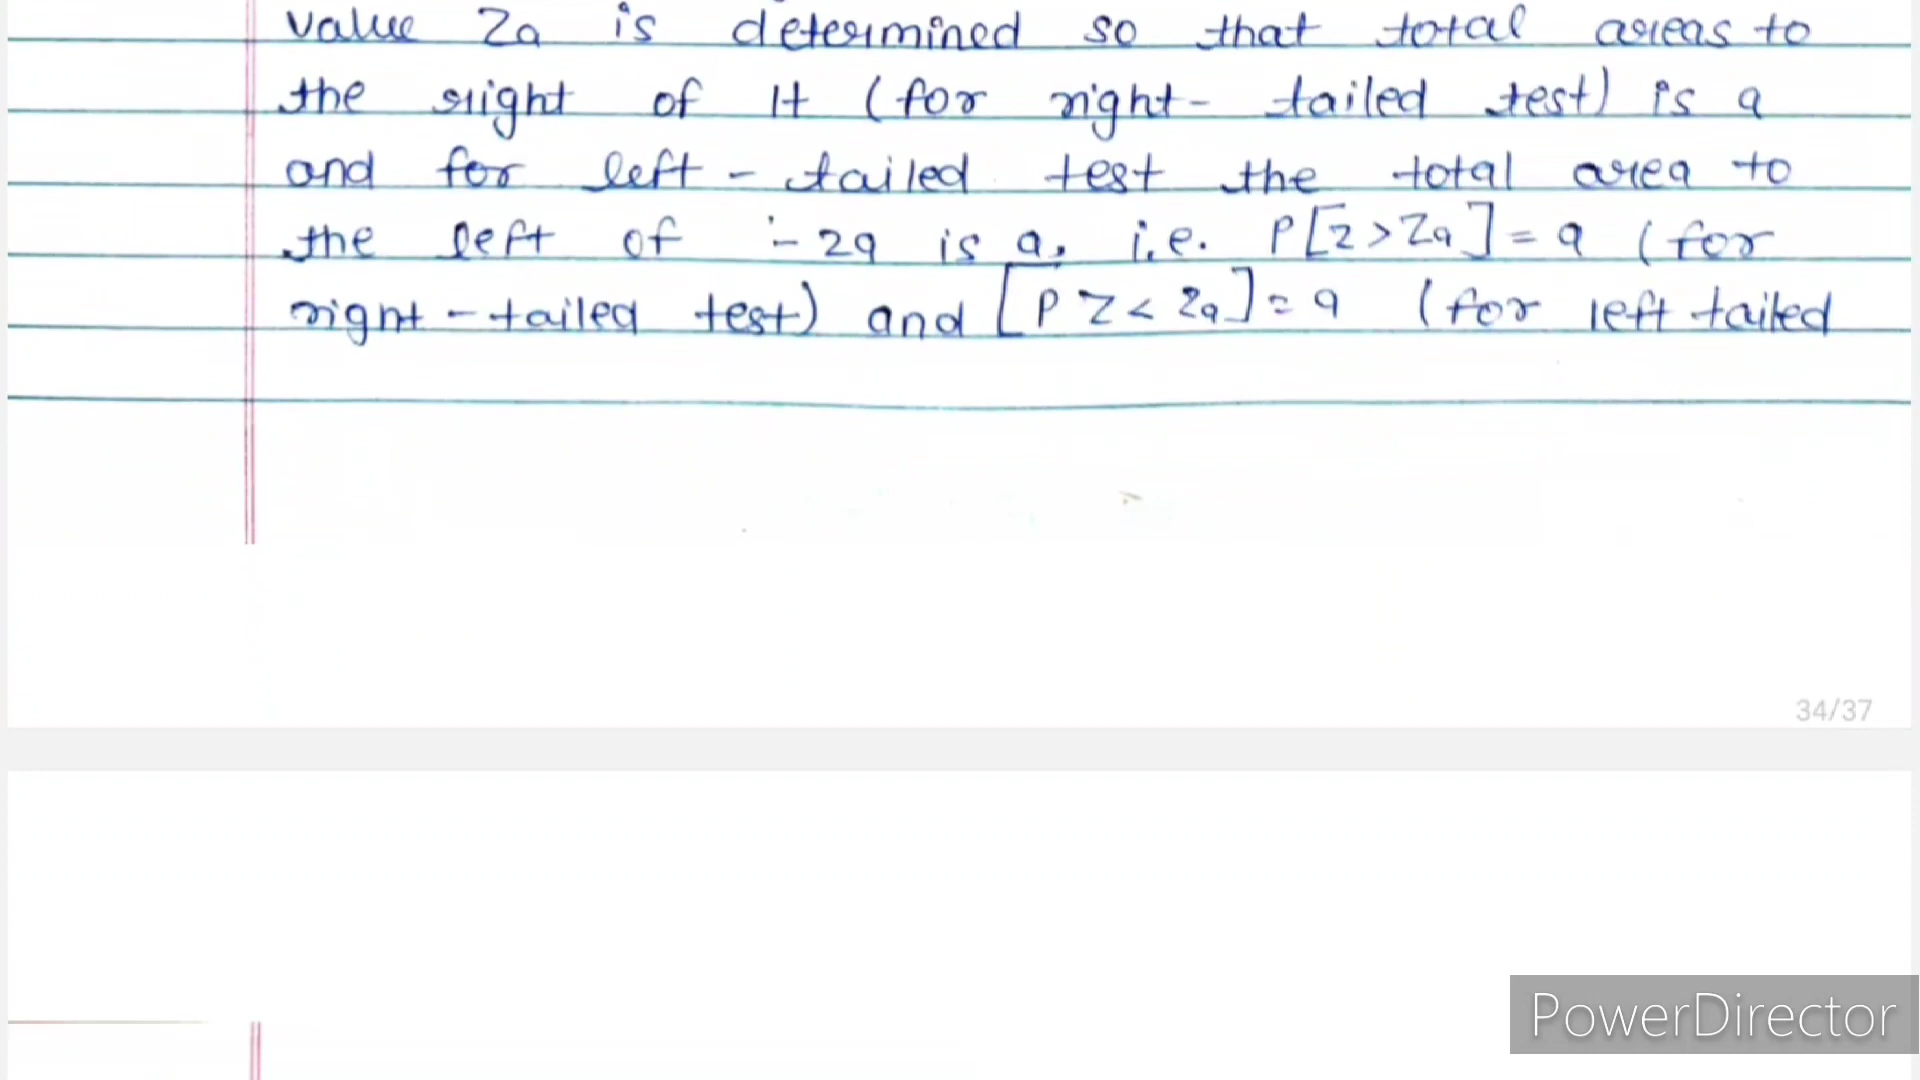 value Za is determined so that total areas to
the right of it (for right- tailed test) is a
and for left - tailed test the total area to
the left of - Za is a, i.e. P[Z > Za] = a (for
right - tailed test) and [P Z < Za] = a (for left tailed
34/37
PowerDirector